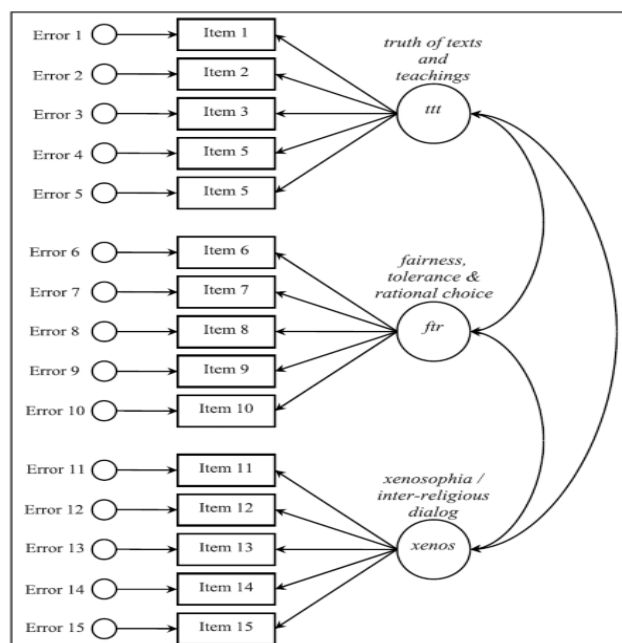 Error 1 Item 1
Error 2 Item 2
Error 3 Item 3
Error 4 Item 5
Error 5 Item 5
truth of texts
and
teachings
ttt
Error 6 Item 6
Error 7 Item 7
Error 8 Item 8
Error 9 Item 9
Error 10 Item 10
fairness,
tolerance &
rational choice
ftr
Error 11 Item 11
Error 12 Item 12
Error 13 Item 13
Error 14 Item 14
Error 15 Item 15
xenosophia /
inter-religious
dialog
xenos